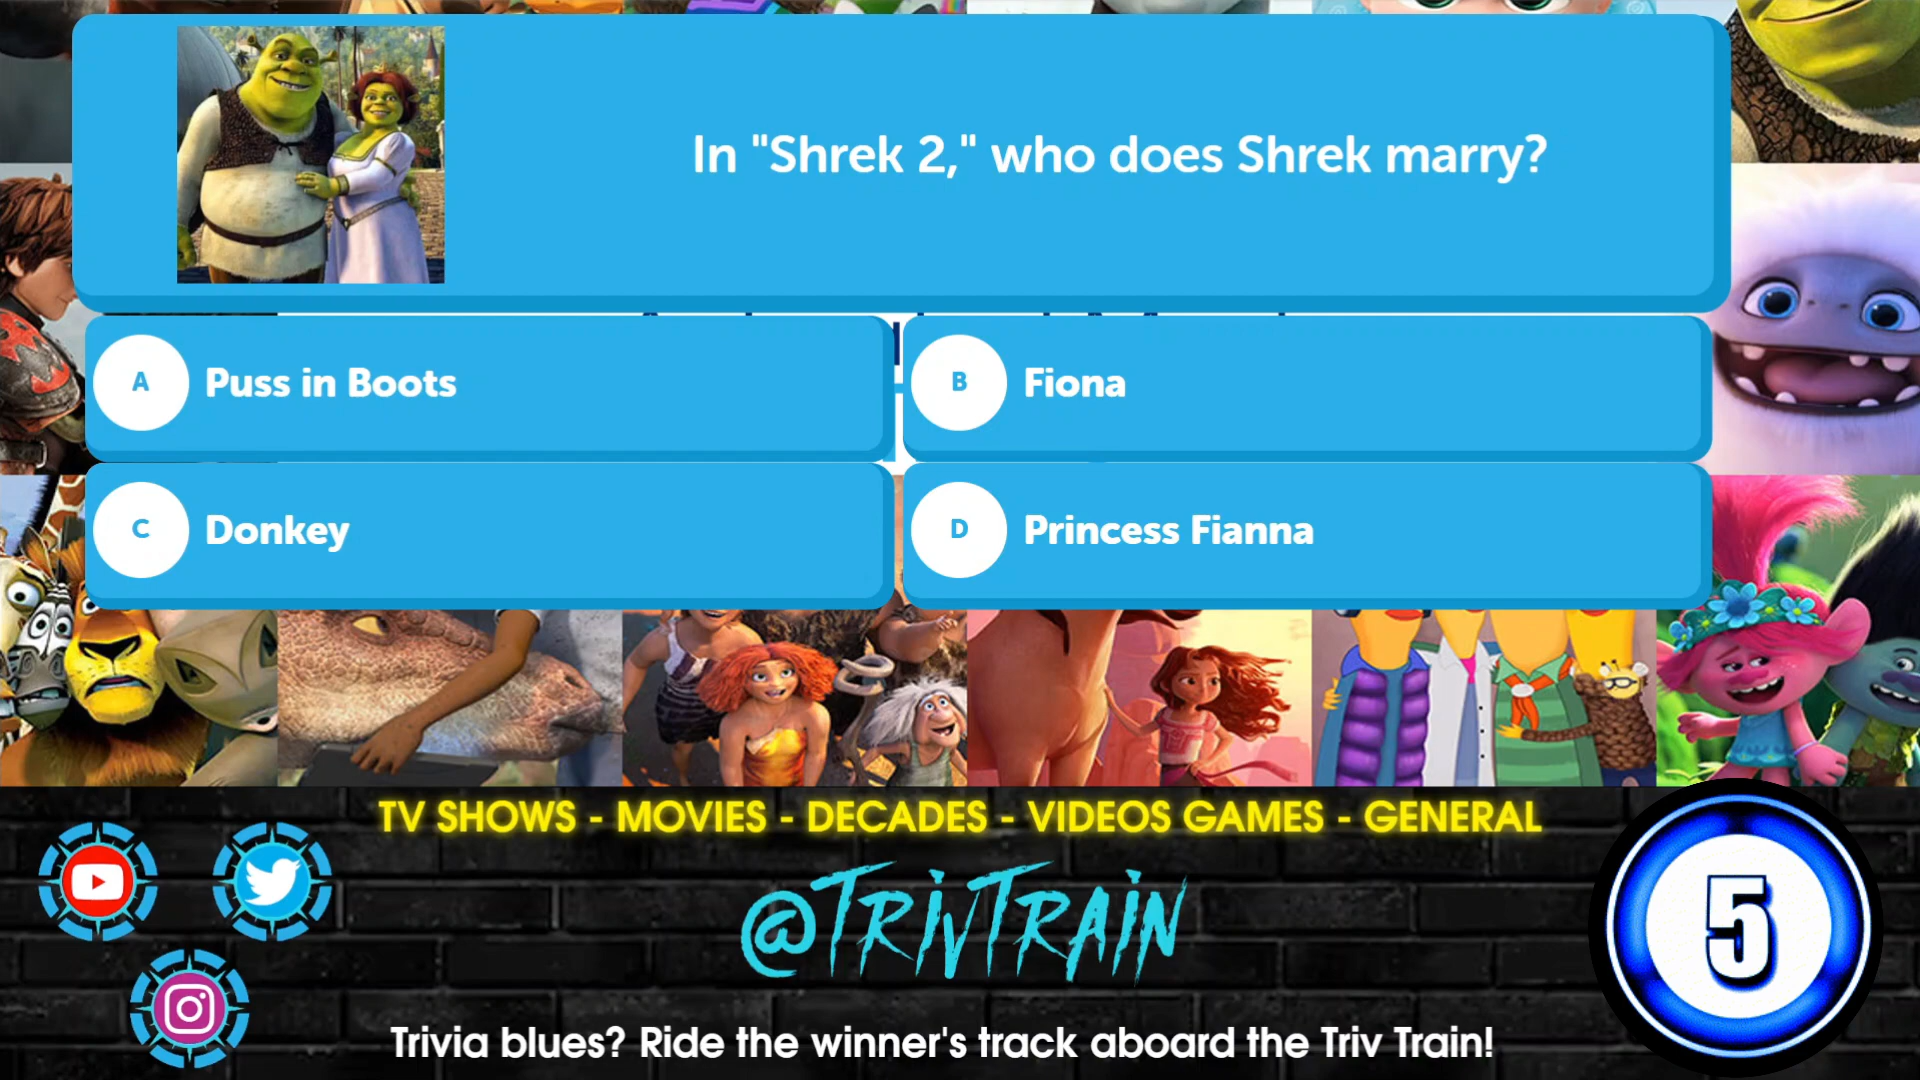 In "Shrek 2," who does Shrek marry?
A Puss in Boots
B Fiona
C Donkey
D Princess Fianna
TV SHOWS - MOVIES - DECADES - VIDEOS GAMES - GENERAL
@TRIVTRAIN
5
Trivia blues? Ride the winner's track aboard the Triv Train!